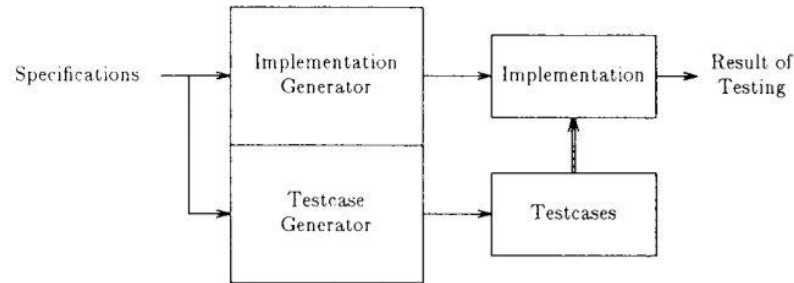 Specifications
Implementation
Generator
Implementation
Result of
Testing
Testcase
Generator
Testcases